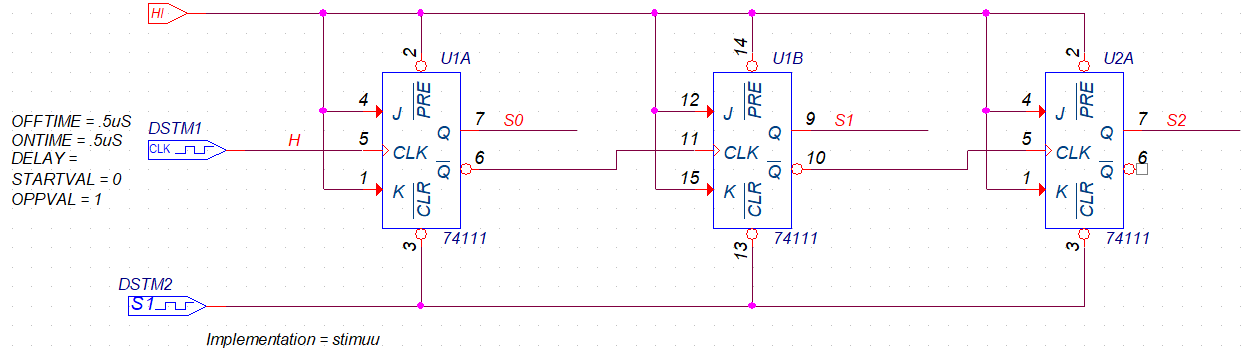 HI
U1A
U1B
U2A
2
14
2
4
J
PRE
7
S0
12
J
PRE
9
S1
4
J
PRE
7
S2
OFFTIME = .5uS
ONTIME = .5uS
DELAY =
STARTVAL = 0
OPPVAL = 1
DSTM1
CLK
H
5
CLK
Q
Q
6
11
CLK
Q
Q
10
5
CLK
Q
Q
6
1
K
CLR
15
K
CLR
1
K
CLR
3
74111
13
74111
3
74111
DSTM2
S1
Implementation = stimuu